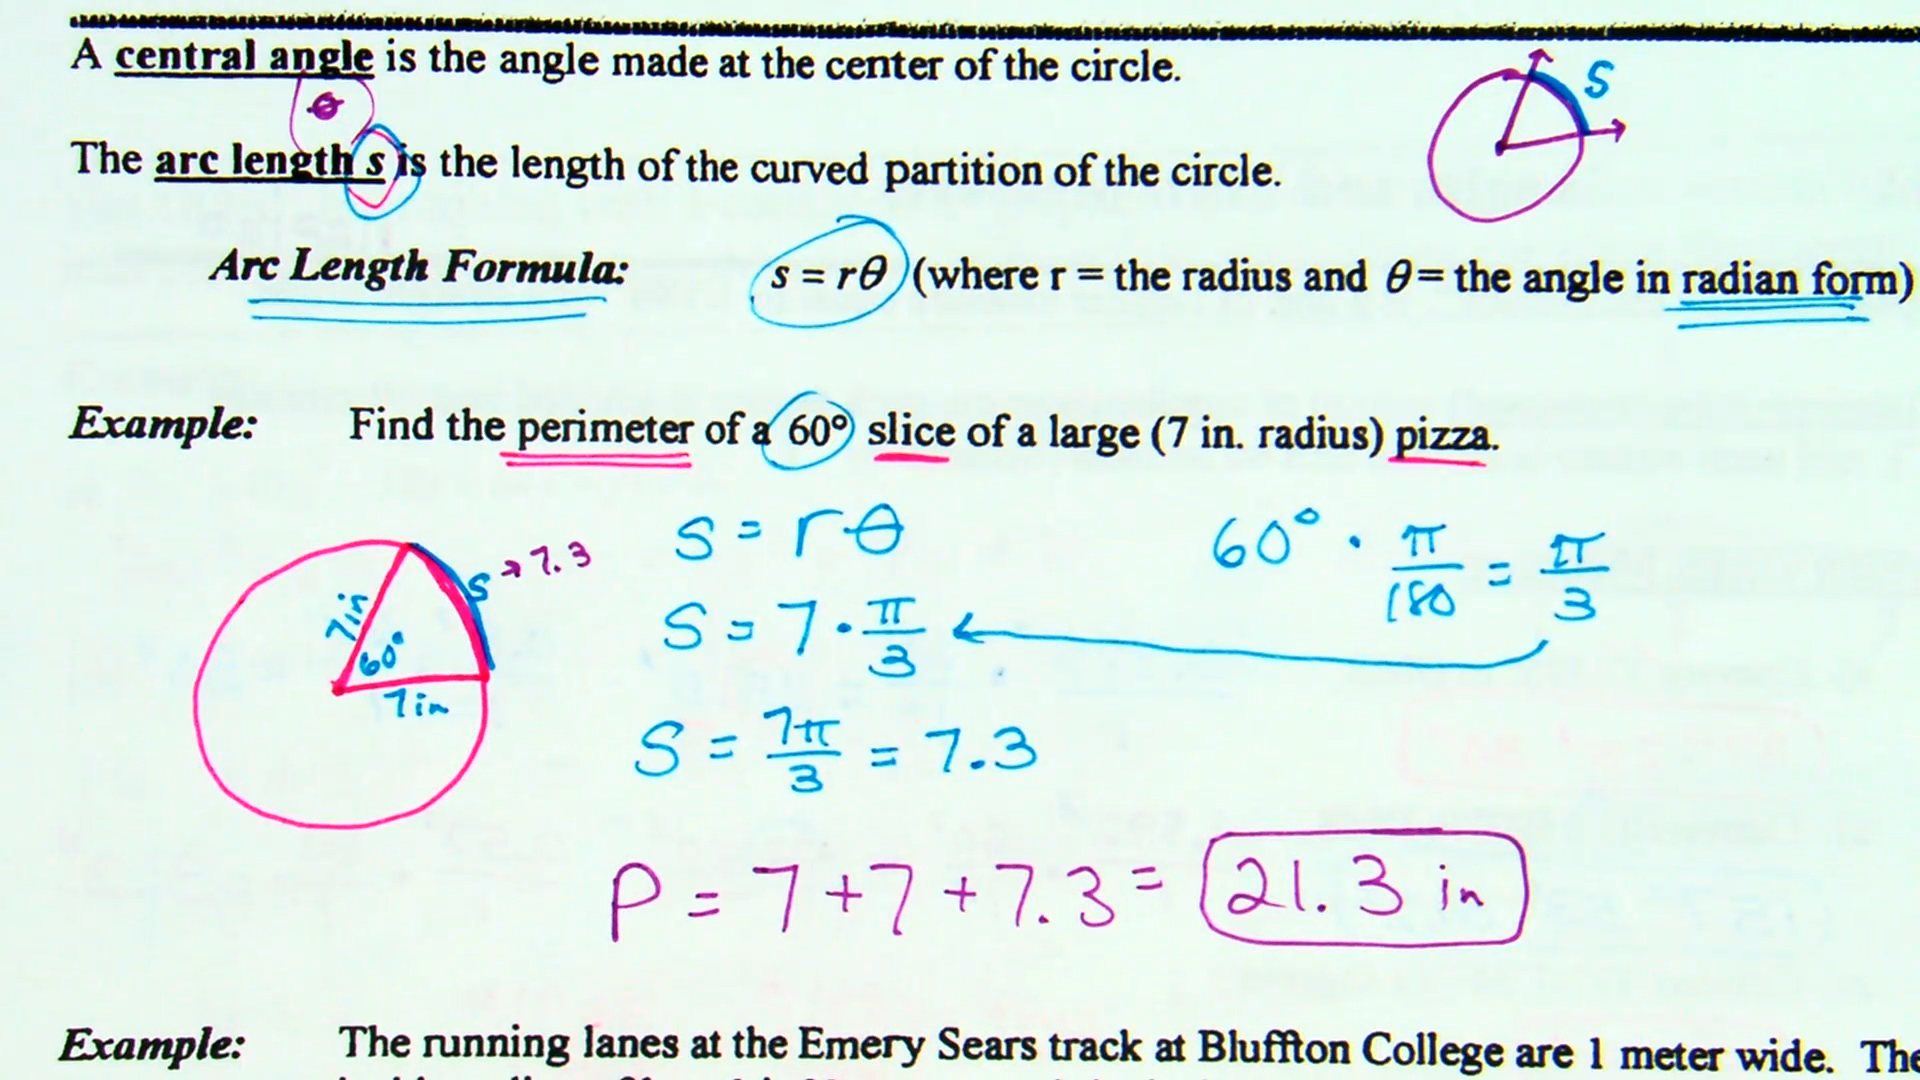 A central angle is the angle made at the center of the circle.
θ
S
The arc length s is the length of the curved partition of the circle.
Arc Length Formula: s = rθ (where r = the radius and θ = the angle in radian form)
Example: Find the perimeter of a 60° slice of a large (7 in. radius) pizza.
S = rθ
60° · π/180 = π/3
S → 7.3
7in
60°
7in
S = 7 · π/3
S = 7π/3 = 7.3
P = 7 + 7 + 7.3 = 21.3 in
Example: The running lanes at the Emery Sears track at Bluffton College are 1 meter wide. The